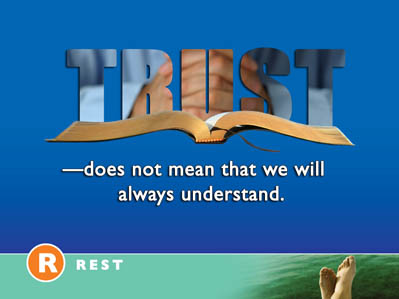 TRUST
—does not mean that we will
always understand.
R REST